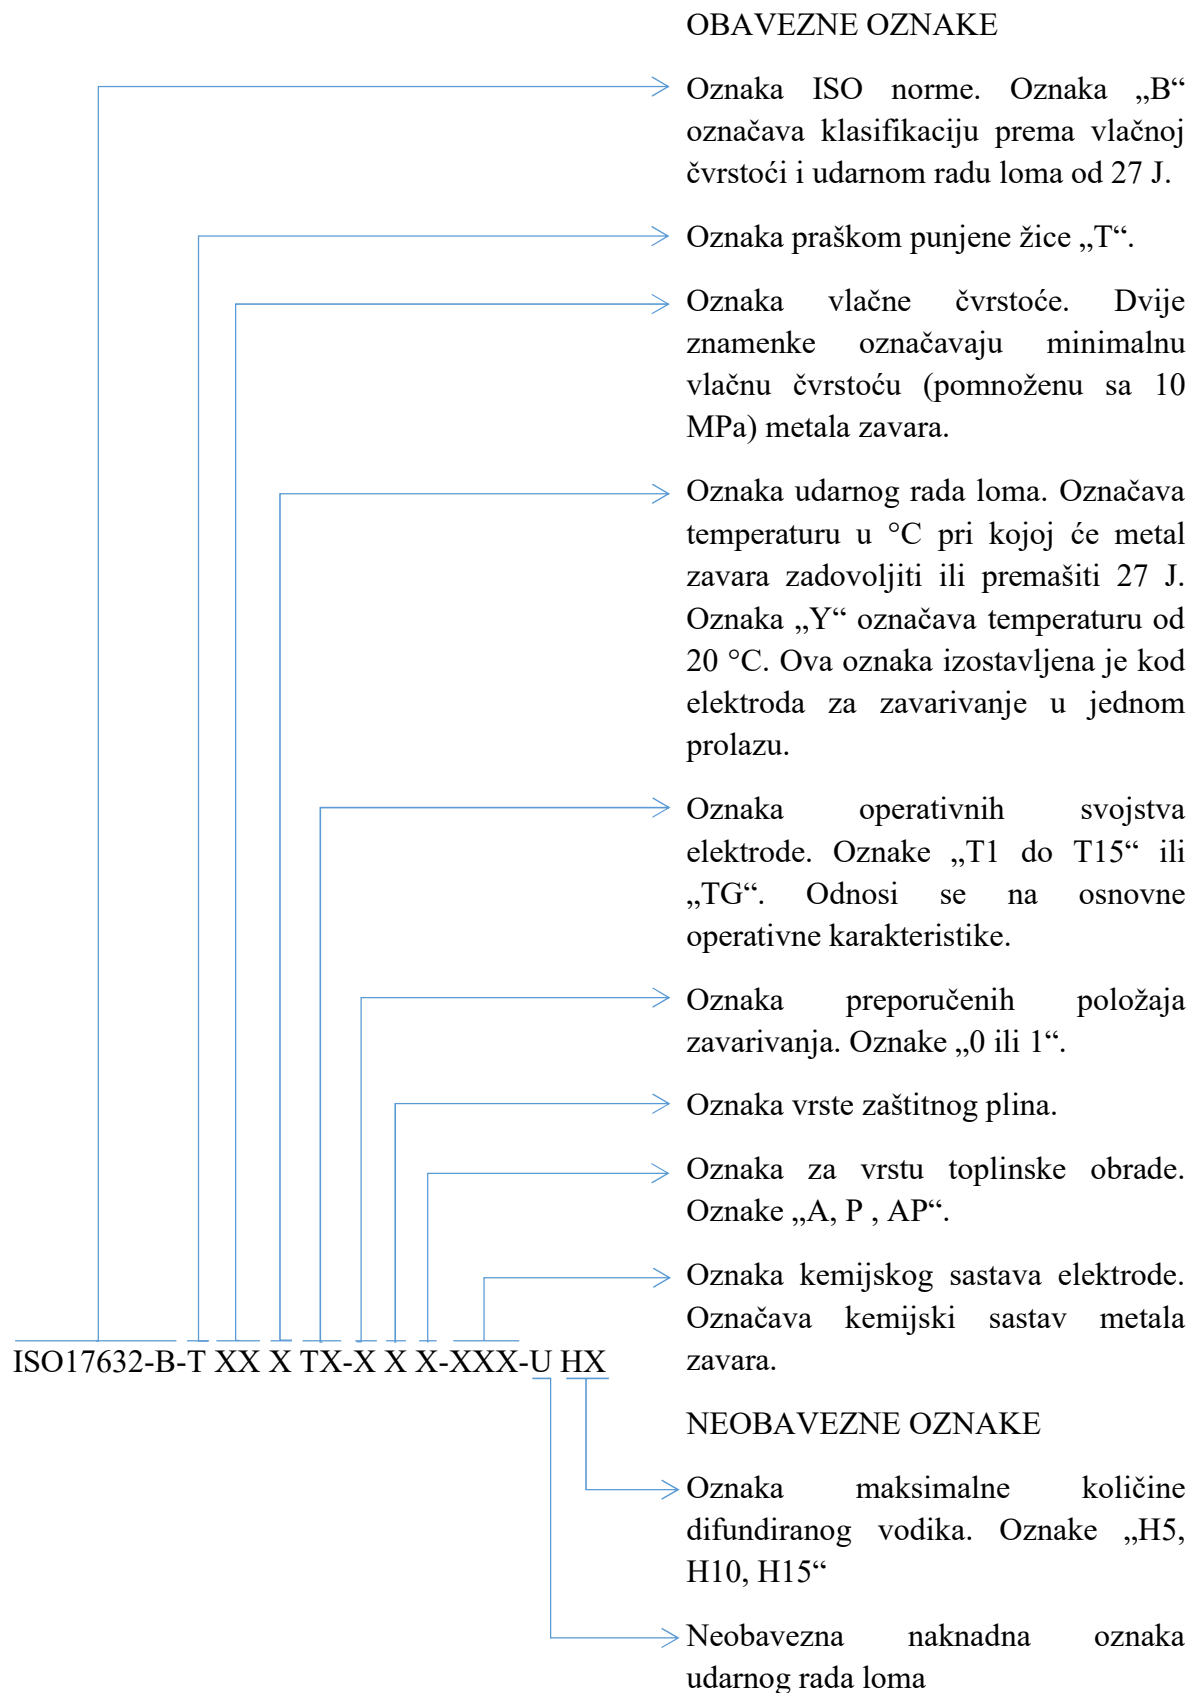 OBAVEZNE OZNAKE
Oznaka ISO norme. Oznaka „B“
označava klasifikaciju prema vlačnoj
čvrstoći i udarnom radu loma od 27 J.
Oznaka praškom punjene žice „T“.
Oznaka vlačne čvrstoće. Dvije
znamenke označavaju minimalnu
vlačnu čvrstoću (pomnoženu sa 10
MPa) metala zavara.
Oznaka udarnog rada loma. Označava
temperaturu u °C pri kojoj će metal
zavara zadovoljiti ili premašiti 27 J.
Oznaka „Y“ označava temperaturu od
20 °C. Ova oznaka izostavljena je kod
elektroda za zavarivanje u jednom
prolazu.
Oznaka operativnih svojstva
elektrode. Oznake „T1 do T15“ ili
„TG“. Odnosi se na osnovne
operativne karakteristike.
Oznaka preporučenih položaja
zavarivanja. Oznake „0 ili 1“.
Oznaka vrste zaštitnog plina.
Oznaka za vrstu toplinske obrade.
Oznake „A, P , AP“.
Oznaka kemijskog sastava elektrode.
Označava kemijski sastav metala
zavara.
ISO17632-B-T XX X TX-X X X-XXX-U HX
NEOBAVEZNE OZNAKE
Oznaka maksimalne količine
difundiranog vodika. Oznake „H5,
H10, H15“
Neobavezna naknadna oznaka
udarnog rada loma